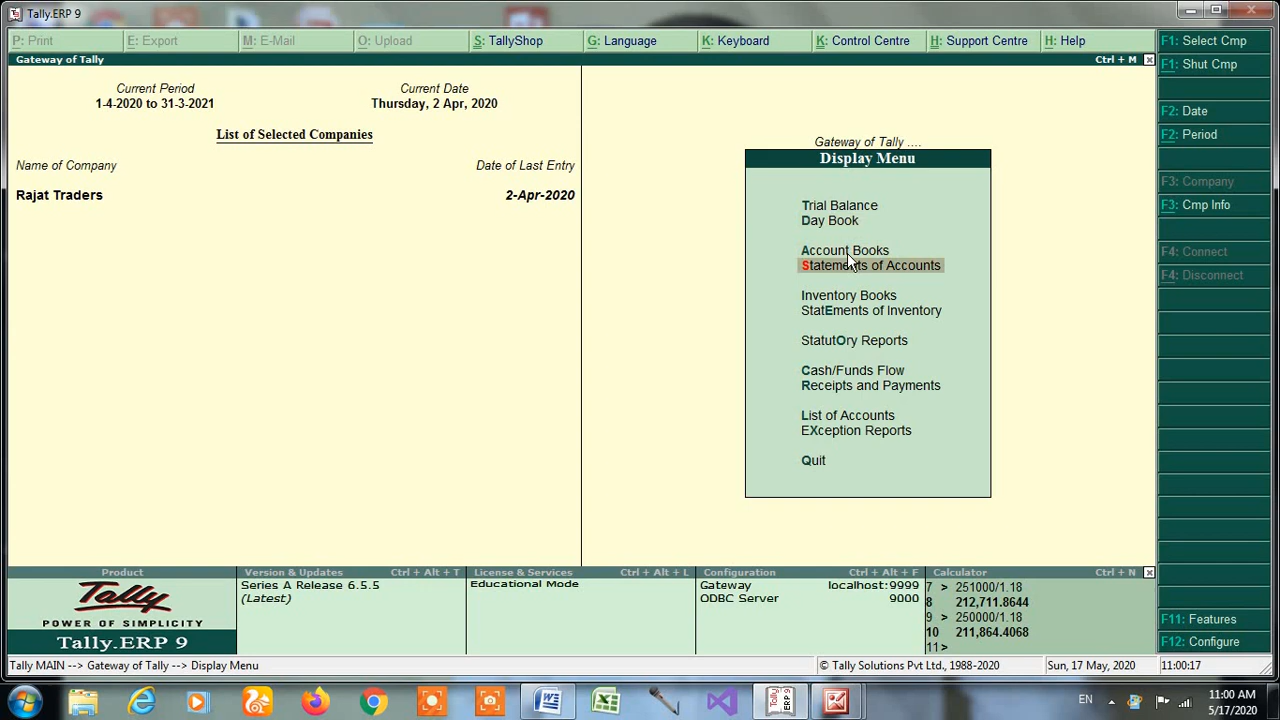 Tally.ERP 9
P: Print
E: Export
M: E-Mail
O: Upload
S: TallyShop
G: Language
K: Keyboard
K: Control Centre
H: Support Centre
H: Help
Gateway of Tally
Ctrl + M
Current Period
1-4-2020 to 31-3-2021
Current Date
Thursday, 2 Apr, 2020
List of Selected Companies
Name of Company
Date of Last Entry
Rajat Traders
2-Apr-2020
Gateway of Tally ....
Display Menu
Trial Balance
Day Book
Account Books
Statements of Accounts
Inventory Books
StatEments of Inventory
StatutOry Reports
Cash/Funds Flow
Receipts and Payments
List of Accounts
EXception Reports
Quit
F1: Select Cmp
F1: Shut Cmp
F2: Date
F2: Period
F3: Company
F3: Cmp Info
F4: Connect
F4: Disconnect
F11: Features
F12: Configure
Product
Tally
POWER OF SIMPLICITY
Tally.ERP 9
Version & Updates Ctrl + Alt + T
Series A Release 6.5.5
(Latest)
License & Services Ctrl + Alt + L
Educational Mode
Configuration Ctrl + Alt + F
Gateway localhost:9999
ODBC Server 9000
Calculator Ctrl + N
7 > 251000/1.18
8 212,711.8644
9 > 250000/1.18
10 211,864.4068
11>
Tally MAIN --> Gateway of Tally --> Display Menu
© Tally Solutions Pvt Ltd., 1988-2020
Sun, 17 May, 2020
11:00:17
EN
11:00 AM
5/17/2020